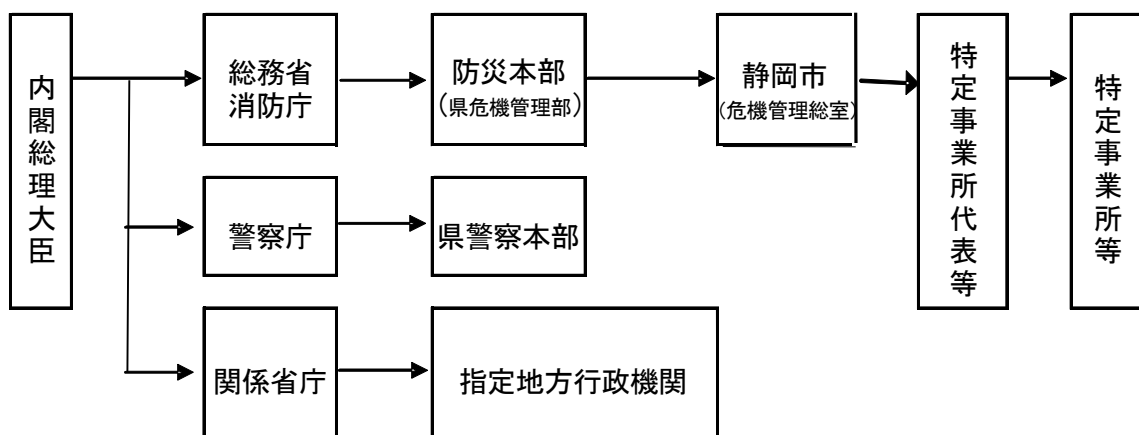 内閣総理大臣
総務省
消防庁
防災本部
（県危機管理部）
静岡市
（危機管理総室）
特定事業所代表等
特定事業所等
警察庁
県警察本部
関係省庁
指定地方行政機関